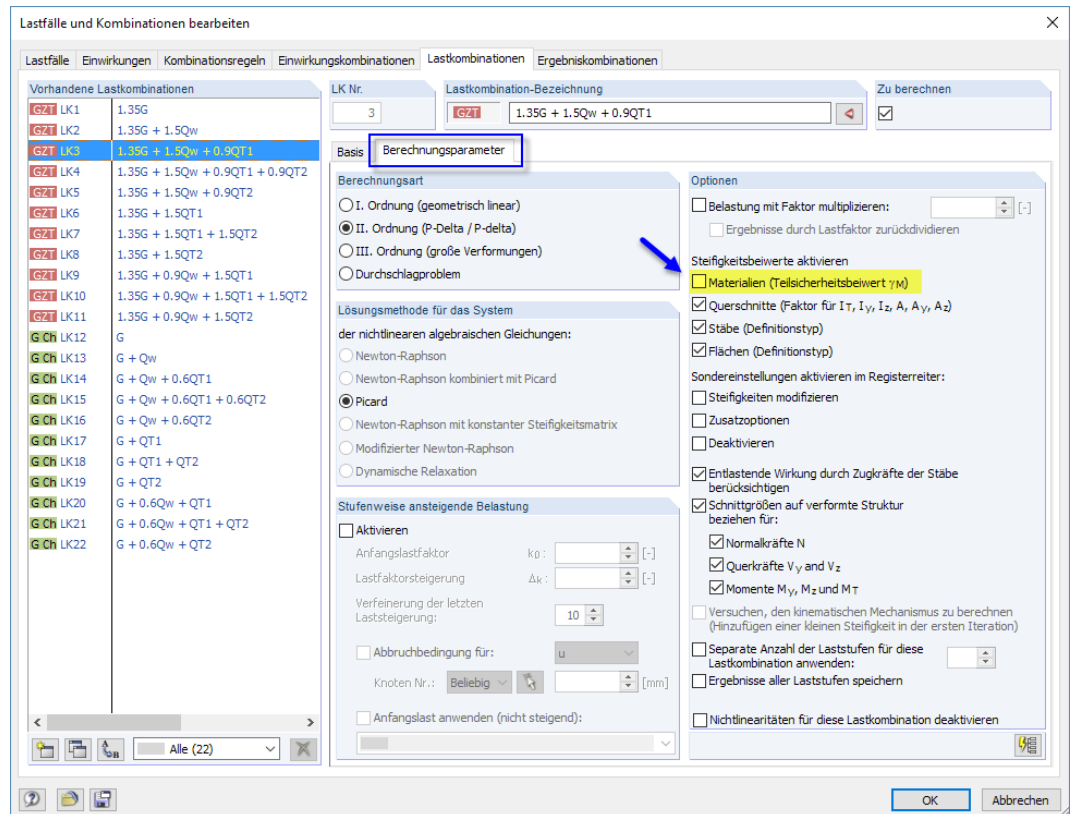 Lastfälle und Kombinationen bearbeiten
Lastfälle Einwirkungen Kombinationsregeln Einwirkungskombinationen Lastkombinationen Ergebniskombinationen
Vorhandene Lastkombinationen
GZT LK1 1.35G
GZT LK2 1.35G + 1.5Qw
GZT LK3 1.35G + 1.5Qw + 0.9QT1
GZT LK4 1.35G + 1.5Qw + 0.9QT1 + 0.9QT2
GZT LK5 1.35G + 1.5Qw + 0.9QT2
GZT LK6 1.35G + 1.5QT1
GZT LK7 1.35G + 1.5QT1 + 1.5QT2
GZT LK8 1.35G + 1.5QT2
GZT LK9 1.35G + 0.9Qw + 1.5QT1
GZT LK10 1.35G + 0.9Qw + 1.5QT1 + 1.5QT2
GZT LK11 1.35G + 0.9Qw + 1.5QT2
G Ch LK12 G
G Ch LK13 G + Qw
G Ch LK14 G + Qw + 0.6QT1
G Ch LK15 G + Qw + 0.6QT1 + 0.6QT2
G Ch LK16 G + Qw + 0.6QT2
G Ch LK17 G + QT1
G Ch LK18 G + QT1 + QT2
G Ch LK19 G + QT2
G Ch LK20 G + 0.6Qw + QT1
G Ch LK21 G + 0.6Qw + QT1 + QT2
G Ch LK22 G + 0.6Qw + QT2
Alle (22)
LK Nr.
3
Lastkombination-Bezeichnung
GZT 1.35G + 1.5Qw + 0.9QT1
Zu berechnen
Basis Berechnungsparameter
Berechnungsart
I. Ordnung (geometrisch linear)
II. Ordnung (P-Delta / P-delta)
III. Ordnung (große Verformungen)
Durchschlagproblem
Lösungsmethode für das System
der nichtlinearen algebraischen Gleichungen:
Newton-Raphson
Newton-Raphson kombiniert mit Picard
Picard
Newton-Raphson mit konstanter Steifigkeitsmatrix
Modifizierter Newton-Raphson
Dynamische Relaxation
Stufenweise ansteigende Belastung
Aktivieren
Anfangslastfaktor k0 : [-]
Lastfaktorsteigerung Δk : [-]
Verfeinerung der letzten
Laststeigerung: 10
Abbruchbedingung für: u
Knoten Nr.: Beliebig [mm]
Anfangslast anwenden (nicht steigend):
Optionen
Belastung mit Faktor multiplizieren: [-]
Ergebnisse durch Lastfaktor zurückdividieren
Steifigkeitsbeiwerte aktivieren
Materialien (Teilsicherheitsbeiwert γM)
Querschnitte (Faktor für IT, Iy, Iz, A, Ay, Az)
Stäbe (Definitionstyp)
Flächen (Definitionstyp)
Sondereinstellungen aktivieren im Registerreiter:
Steifigkeiten modifizieren
Zusatzoptionen
Deaktivieren
Entlastende Wirkung durch Zugkräfte der Stäbe
berücksichtigen
Schnittgrößen auf verformte Struktur
beziehen für:
Normalkräfte N
Querkräfte Vy and Vz
Momente My, Mz und MT
Versuchen, den kinematischen Mechanismus zu berechnen
(Hinzufügen einer kleinen Steifigkeit in der ersten Iteration)
Separate Anzahl der Laststufen für diese
Lastkombination anwenden:
Ergebnisse aller Laststufen speichern
Nichtlinearitäten für diese Lastkombination deaktivieren
OK Abbrechen